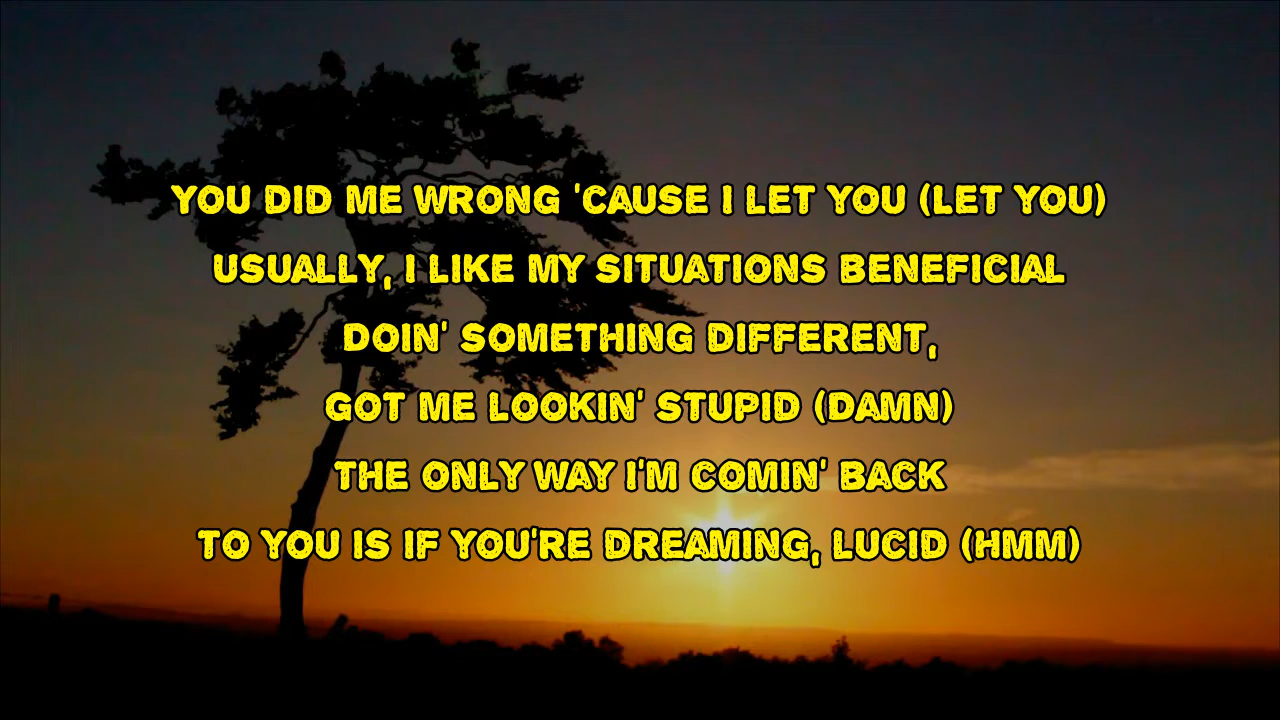 YOU DID ME WRONG 'CAUSE I LET YOU (LET YOU)
USUALLY, I LIKE MY SITUATIONS BENEFICIAL
DOIN' SOMETHING DIFFERENT,
GOT ME LOOKIN' STUPID (DAMN)
THE ONLY WAY I'M COMIN' BACK
TO YOU IS IF YOU'RE DREAMING, LUCID (HMM)